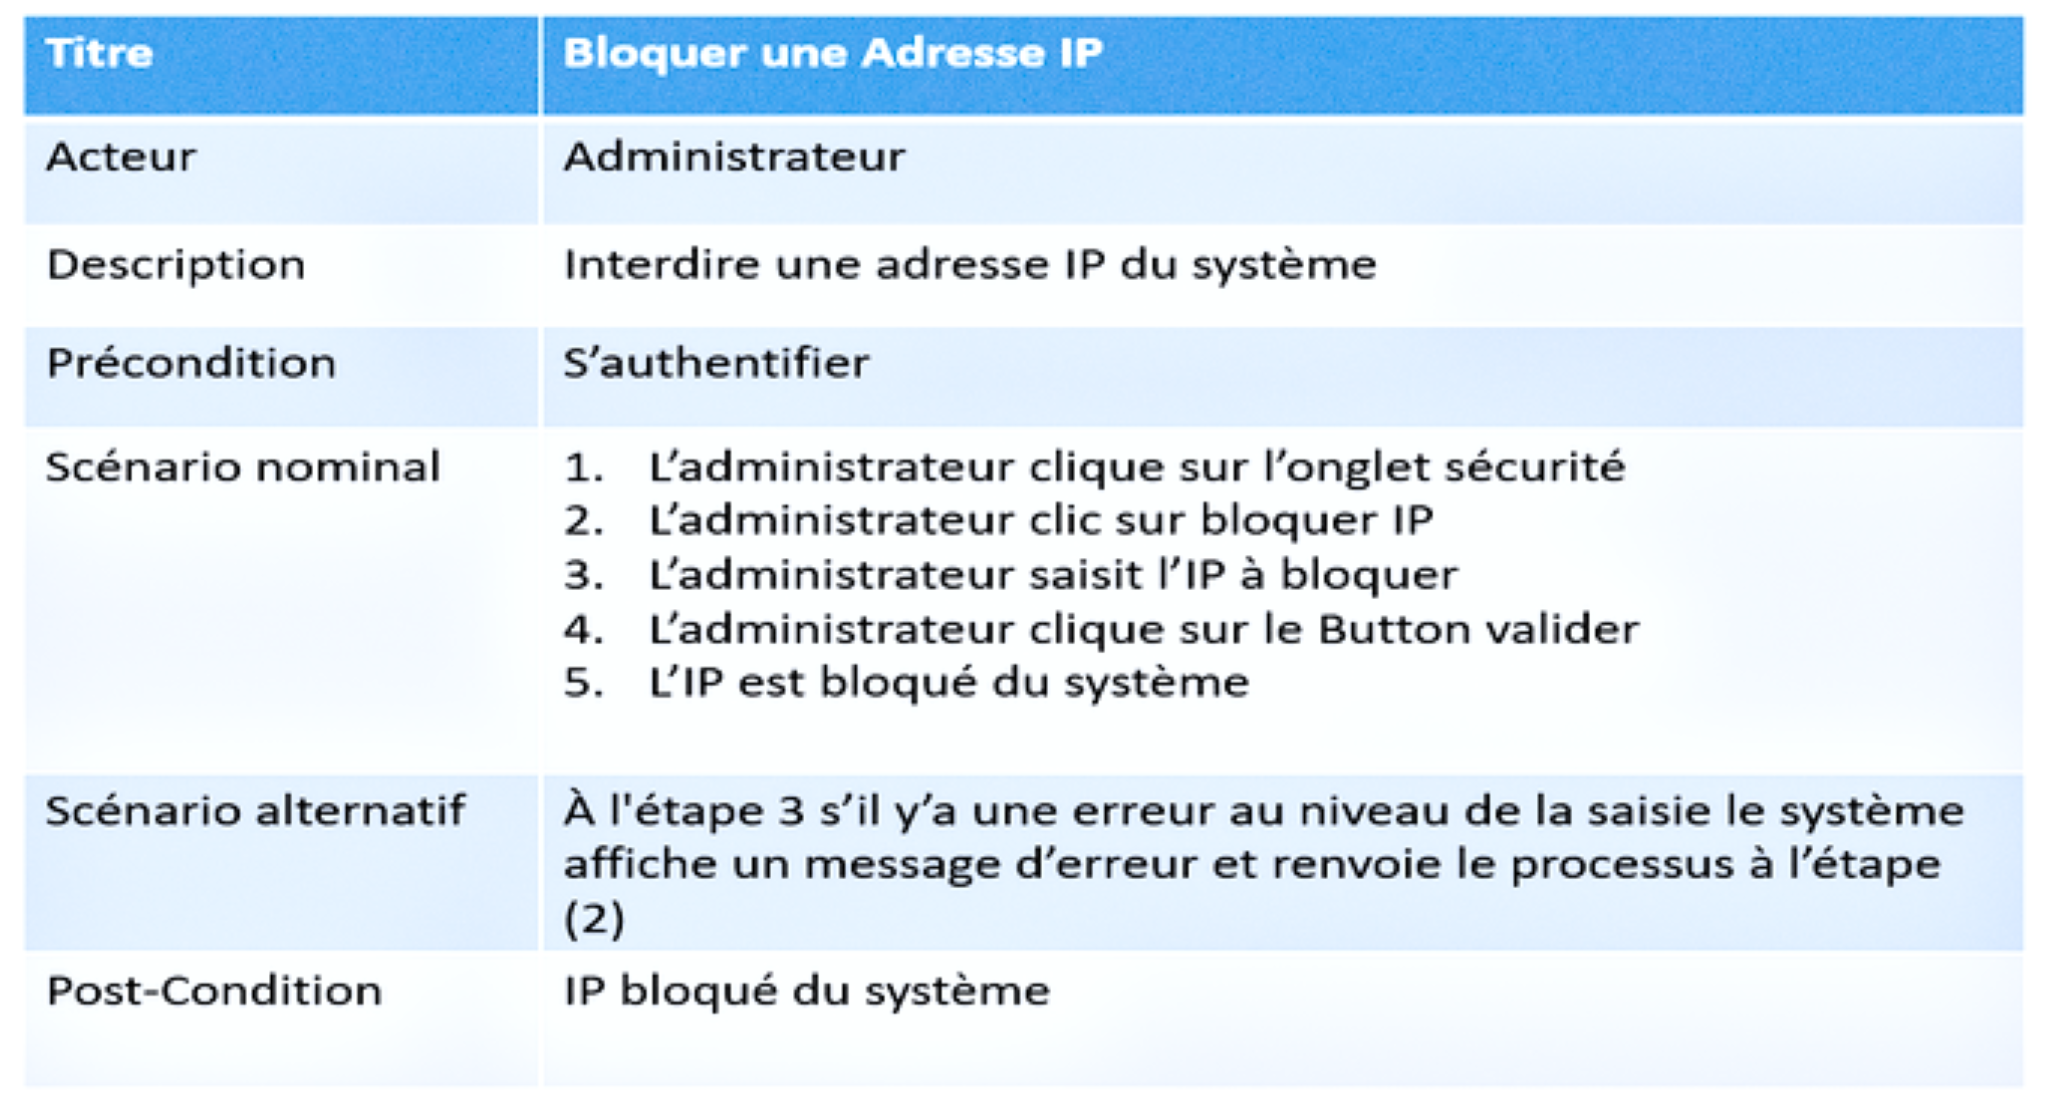 Titre
Bloquer une Adresse IP
Acteur
Administrateur
Description
Interdire une adresse IP du système
Précondition
S’authentifier
Scénario nominal
1. L’administrateur clique sur l’onglet sécurité
2. L’administrateur clic sur bloquer IP
3. L’administrateur saisit l’IP à bloquer
4. L’administrateur clique sur le Button valider
5. L’IP est bloqué du système
Scénario alternatif
À l'étape 3 s’il y’a une erreur au niveau de la saisie le système
affiche un message d’erreur et renvoie le processus à l’étape
(2)
Post-Condition
IP bloqué du système